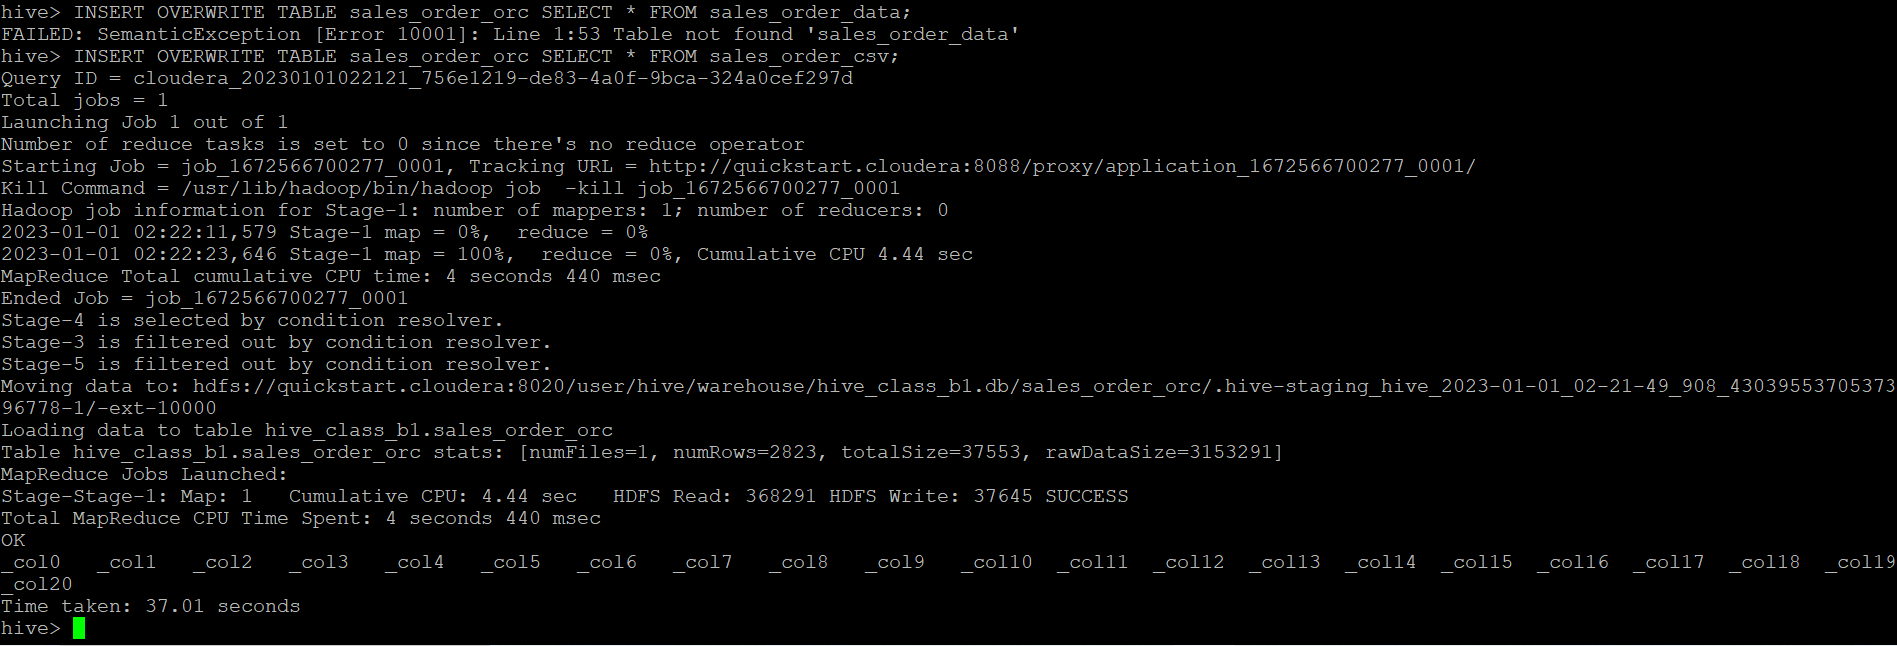 hive> INSERT OVERWRITE TABLE sales_order_orc SELECT * FROM sales_order_data;
FAILED: SemanticException [Error 10001]: Line 1:53 Table not found 'sales_order_data'
hive> INSERT OVERWRITE TABLE sales_order_orc SELECT * FROM sales_order_csv;
Query ID = cloudera_20230101022121_756e1219-de83-4a0f-9bca-324a0cef297d
Total jobs = 1
Launching Job 1 out of 1
Number of reduce tasks is set to 0 since there's no reduce operator
Starting Job = job_1672566700277_0001, Tracking URL = http://quickstart.cloudera:8088/proxy/application_1672566700277_0001/
Kill Command = /usr/lib/hadoop/bin/hadoop job  -kill job_1672566700277_0001
Hadoop job information for Stage-1: number of mappers: 1; number of reducers: 0
2023-01-01 02:22:11,579 Stage-1 map = 0%,  reduce = 0%
2023-01-01 02:22:23,646 Stage-1 map = 100%,  reduce = 0%, Cumulative CPU 4.44 sec
MapReduce Total cumulative CPU time: 4 seconds 440 msec
Ended Job = job_1672566700277_0001
Stage-4 is selected by condition resolver.
Stage-3 is filtered out by condition resolver.
Stage-5 is filtered out by condition resolver.
Moving data to: hdfs://quickstart.cloudera:8020/user/hive/warehouse/hive_class_b1.db/sales_order_orc/.hive-staging_hive_2023-01-01_02-21-49_908_43039553705373
96778-1/-ext-10000
Loading data to table hive_class_b1.sales_order_orc
Table hive_class_b1.sales_order_orc stats: [numFiles=1, numRows=2823, totalSize=37553, rawDataSize=3153291]
MapReduce Jobs Launched:
Stage-Stage-1: Map: 1   Cumulative CPU: 4.44 sec   HDFS Read: 368291 HDFS Write: 37645 SUCCESS
Total MapReduce CPU Time Spent: 4 seconds 440 msec
OK
_col0   _col1   _col2   _col3   _col4   _col5   _col6   _col7   _col8   _col9   _col10  _col11  _col12  _col13  _col14  _col15  _col16  _col17  _col18  _col19
_col20
Time taken: 37.01 seconds
hive>